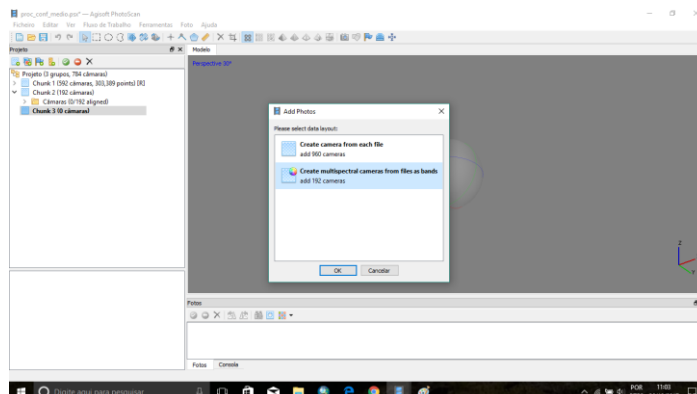 proc_conf_medio.psx* — Agisoft PhotoScan
Ficheiro Editar Ver Fluxo de Trabalho Ferramentas Foto Ajuda
Projeto
Modelo
Perspective 30°
Projeto (3 grupos, 784 câmaras)
Chunk 1 (592 câmaras, 303,389 points) [R]
Chunk 2 (192 câmaras)
Câmaras (0/192 aligned)
Chunk 3 (0 câmaras)
Add Photos
Please select data layout:
Create camera from each file
add 960 cameras
Create multispectral cameras from files as bands
add 192 cameras
OK Cancelar
Z
Y
Fotos
Fotos Consola
Digite aqui para pesquisar
POR 11:03